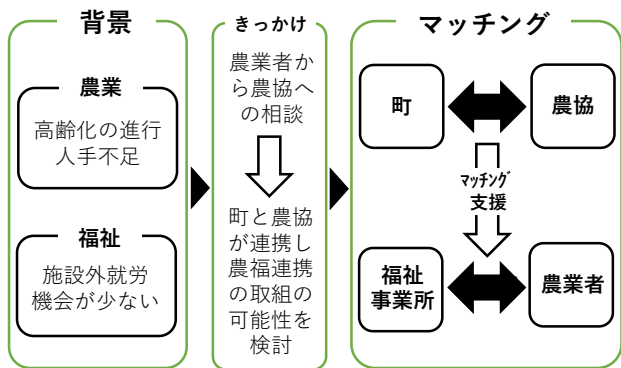 背景
農業
高齢化の進行
人手不足
福祉
施設外就労
機会が少ない
きっかけ
農業者か
ら農協へ
の相談
町と農協
が連携し
農福連携
の取組の
可能性を
検討
マッチング
町
農協
ﾏｯﾁﾝｸﾞ
支援
福祉
事業所
農業者